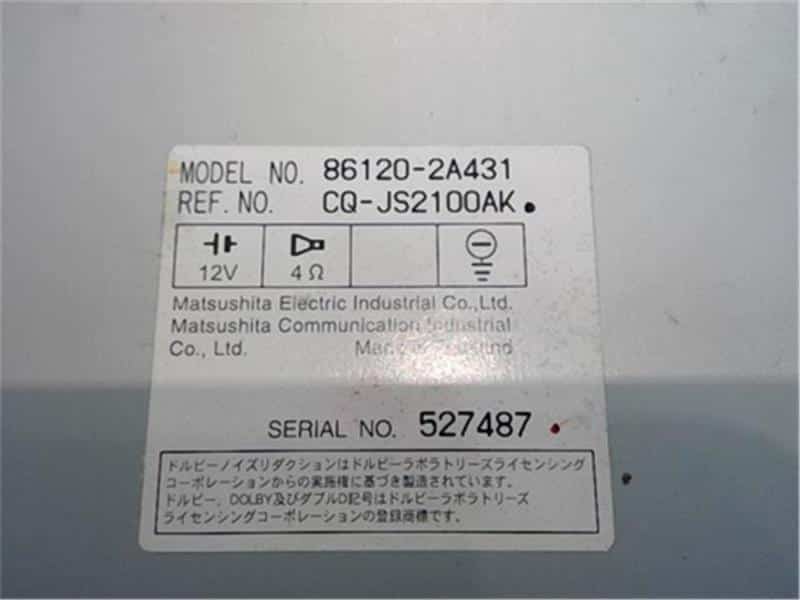 MODEL NO. 86120-2A431
REF. NO. CQ-JS2100AK
12V 4Ω
Matsushita Electric Industrial Co.,Ltd.
Matsushita Communication Industrial
Co., Ltd.
SERIAL NO. 527487
ドルビーノイズリダクションはドルビーラボラトリーズライセンシング
コーポレーションからの実施権に基づき製造されています。
ドルビー, DOLBY及びダブルD記号はドルビーラボラトリーズ
ライセンシングコーポレーションの登録商標です。